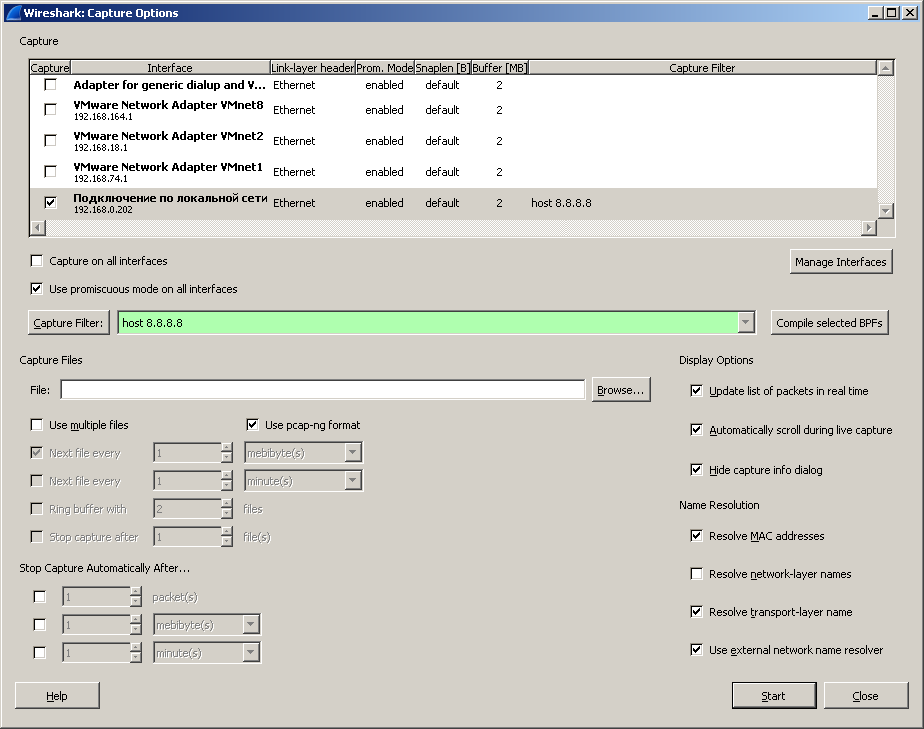 Wireshark: Capture Options
Capture
Capture Interface Link-layer header Prom. Mode Snaplen [B] Buffer [MB] Capture Filter
Adapter for generic dialup and V... Ethernet enabled default 2
VMware Network Adapter VMnet8 Ethernet enabled default 2
192.168.164.1
VMware Network Adapter VMnet2 Ethernet enabled default 2
192.168.18.1
VMware Network Adapter VMnet1 Ethernet enabled default 2
192.168.74.1
Подключение по локальной сети Ethernet enabled default 2 host 8.8.8.8
192.168.0.202
Capture on all interfaces Manage Interfaces
Use promiscuous mode on all interfaces
Capture Filter: host 8.8.8.8 Compile selected BPFs
Capture Files
File: Browse...
Use multiple files Use pcap-ng format
Next file every 1 mebibyte(s)
Next file every 1 minute(s)
Ring buffer with 2 files
Stop capture after 1 file(s)
Stop Capture Automatically After...
1 packet(s)
1 mebibyte(s)
1 minute(s)
Display Options
Update list of packets in real time
Automatically scroll during live capture
Hide capture info dialog
Name Resolution
Resolve MAC addresses
Resolve network-layer names
Resolve transport-layer name
Use external network name resolver
Help Start Close